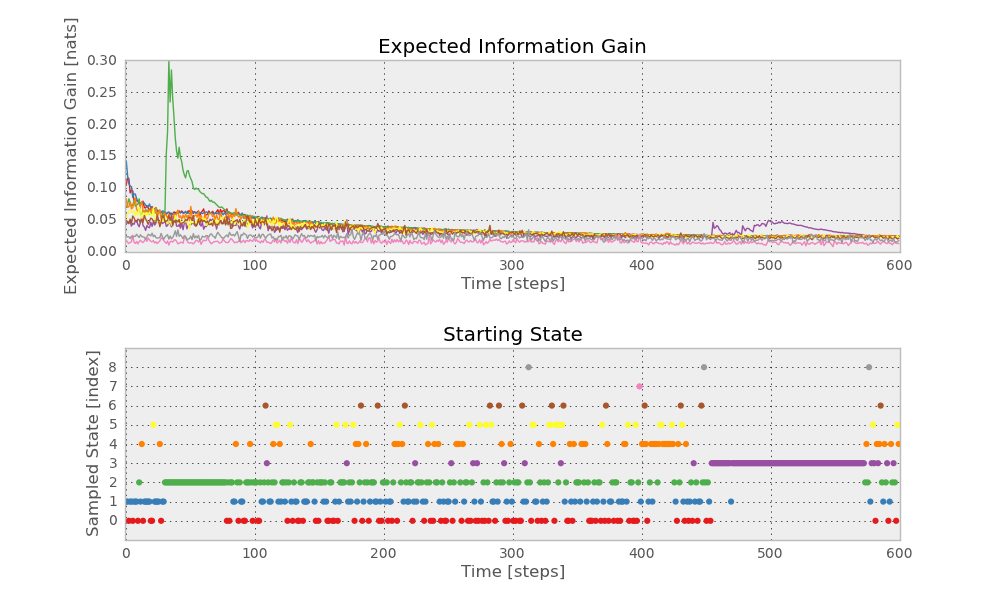 Expected Information Gain
Expected Information Gain [nats]
0.30
0.25
0.20
0.15
0.10
0.05
0.00
0 100 200 300 400 500 600
Time [steps]
Starting State
Sampled State [index]
8
7
6
5
4
3
2
1
0
0 100 200 300 400 500 600
Time [steps]